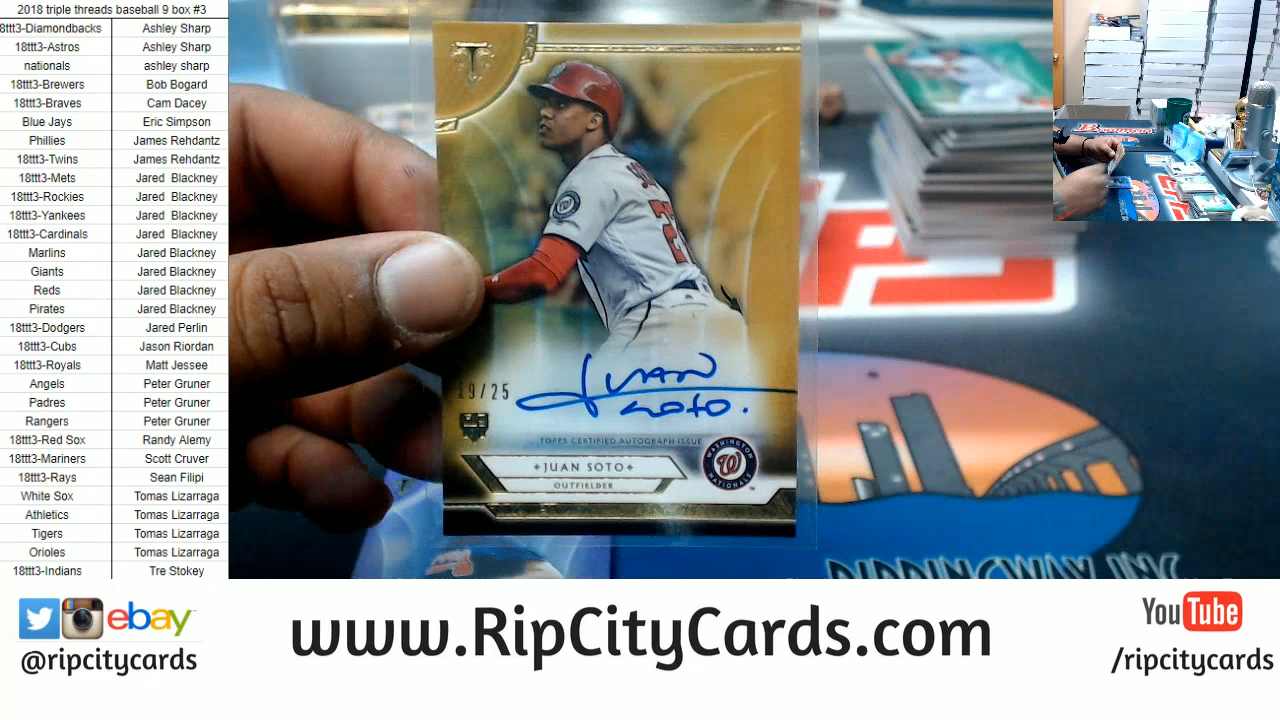 2018 triple threads baseball 9 box #3
8ttt3-Diamondbacks Ashley Sharp
18ttt3-Astros Ashley Sharp
nationals ashley sharp
18ttt3-Brewers Bob Bogard
18ttt3-Braves Cam Dacey
Blue Jays Eric Simpson
Phillies James Rehdantz
18ttt3-Twins James Rehdantz
18ttt3-Mets Jared Blackney
18ttt3-Rockies Jared Blackney
18ttt3-Yankees Jared Blackney
18ttt3-Cardinals Jared Blackney
Marlins Jared Blackney
Giants Jared Blackney
Reds Jared Blackney
Pirates Jared Blackney
18ttt3-Dodgers Jared Perlin
18ttt3-Cubs Jason Riordan
18ttt3-Royals Matt Jessee
Angels Peter Gruner
Padres Peter Gruner
Rangers Peter Gruner
18ttt3-Red Sox Randy Alemy
18ttt3-Mariners Scott Cruver
18ttt3-Rays Sean Filipi
White Sox Tomas Lizarraga
Athletics Tomas Lizarraga
Tigers Tomas Lizarraga
Orioles Tomas Lizarraga
18ttt3-Indians Tre Stokey
T
W
19/25
Juan
Soto.
TOPPS CERTIFIED AUTOGRAPH ISSUE
JUAN SOTO
OUTFIELDER
WASHINGTON
W
NATIONALS
TM
Bowman
RIPPINGWAX INC
ebay
@ripcitycards
www.RipCityCards.com
YouTube
/ripcitycards